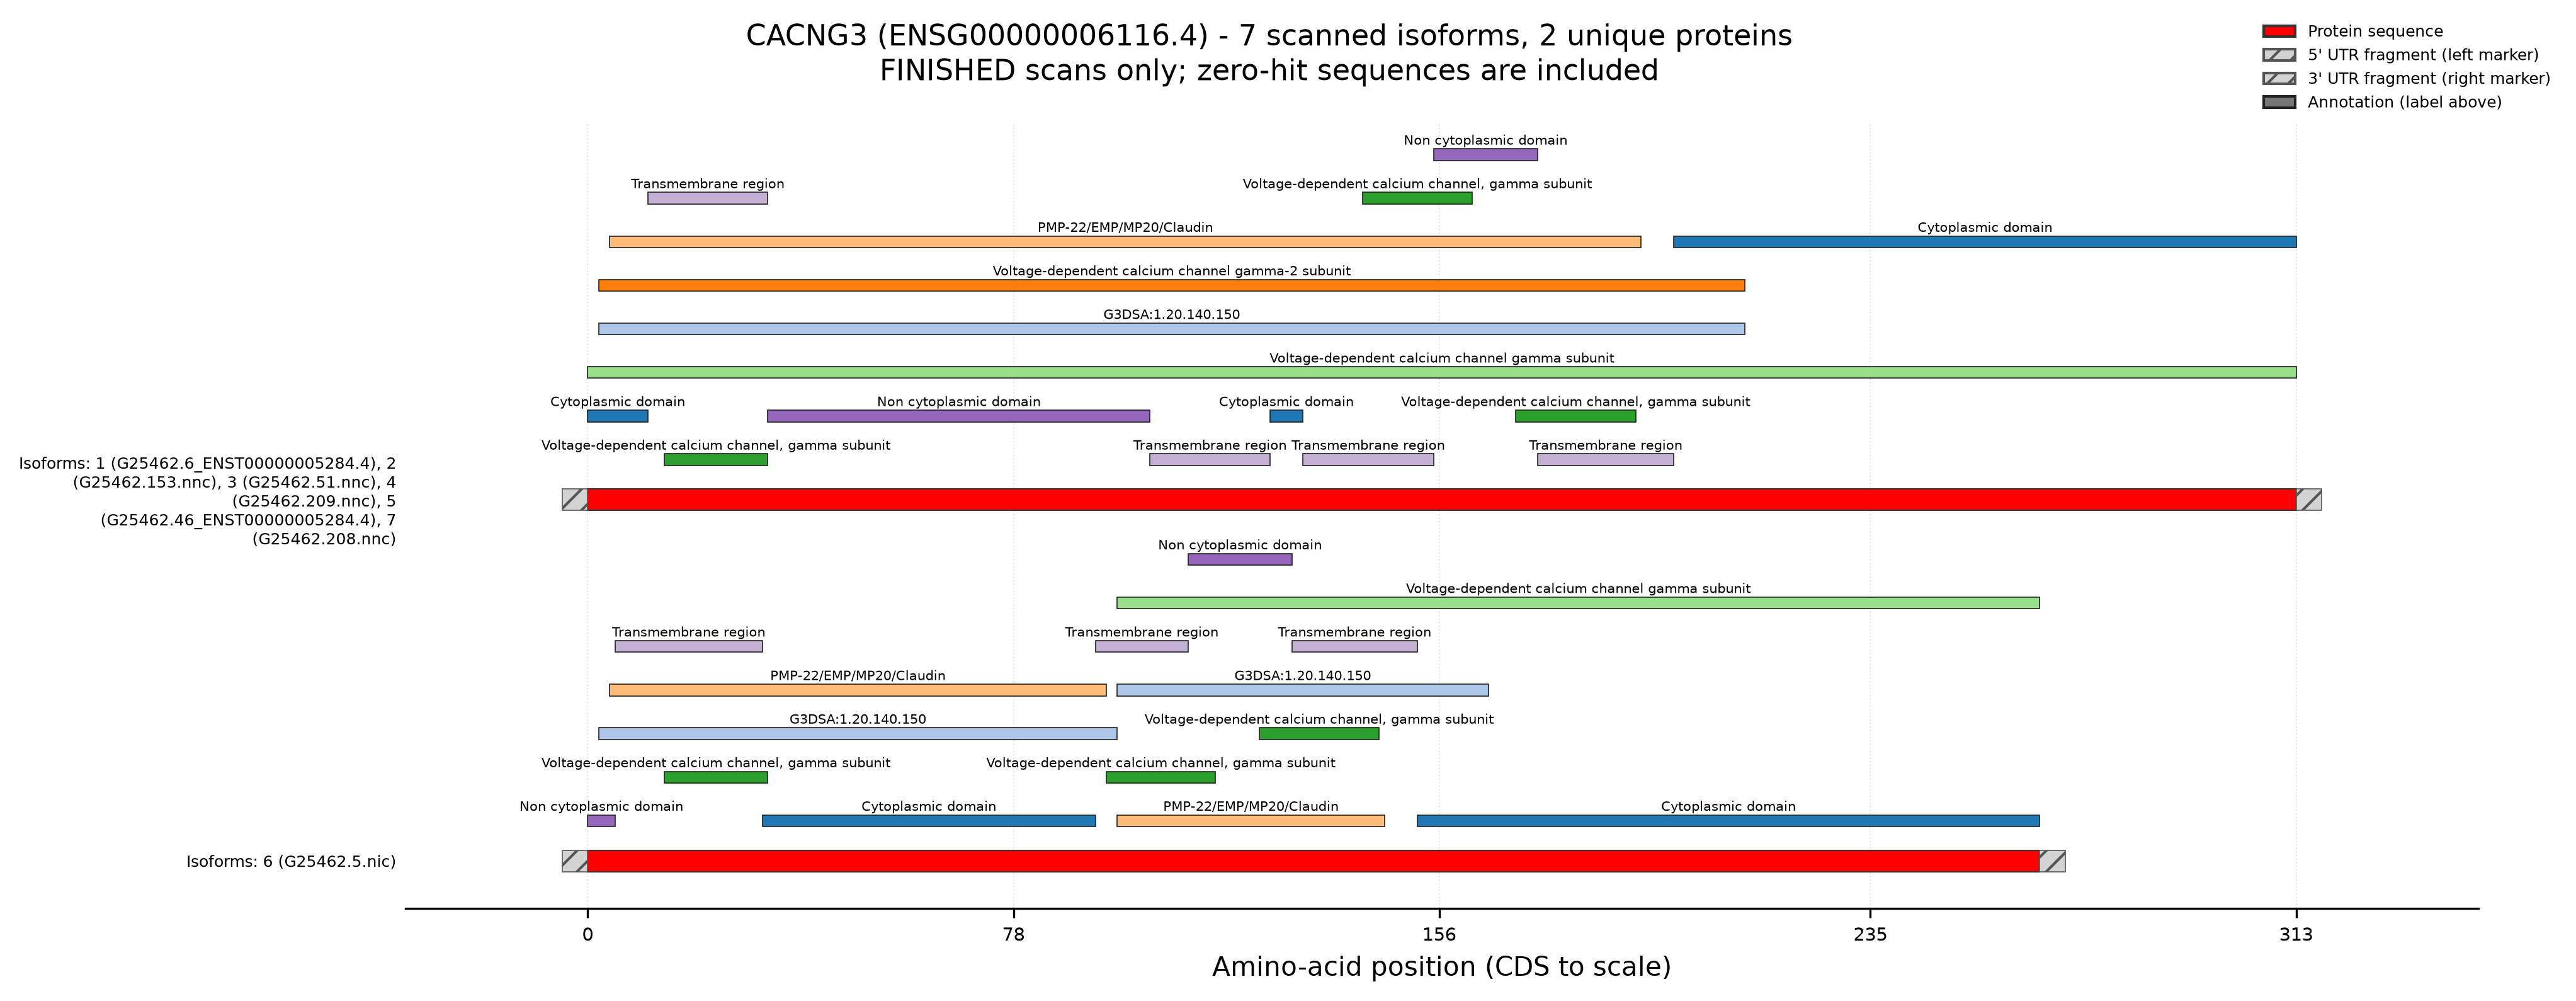 CACNG3 (ENSG00000006116.4) - 7 scanned isoforms, 2 unique proteins
FINISHED scans only; zero-hit sequences are included
Protein sequence
5' UTR fragment (left marker)
3' UTR fragment (right marker)
Annotation (label above)
Non cytoplasmic domain
Transmembrane region
Voltage-dependent calcium channel, gamma subunit
PMP-22/EMP/MP20/Claudin
Cytoplasmic domain
Voltage-dependent calcium channel gamma-2 subunit
G3DSA:1.20.140.150
Voltage-dependent calcium channel gamma subunit
Cytoplasmic domain
Non cytoplasmic domain
Cytoplasmic domain
Voltage-dependent calcium channel, gamma subunit
Voltage-dependent calcium channel, gamma subunit
Transmembrane region
Transmembrane region
Transmembrane region
Isoforms: 1 (G25462.6_ENST00000005284.4), 2
(G25462.153.nnc), 3 (G25462.51.nnc), 4
(G25462.209.nnc), 5
(G25462.46_ENST00000005284.4), 7
(G25462.208.nnc)
Non cytoplasmic domain
Voltage-dependent calcium channel gamma subunit
Transmembrane region
Transmembrane region
Transmembrane region
PMP-22/EMP/MP20/Claudin
G3DSA:1.20.140.150
G3DSA:1.20.140.150
Voltage-dependent calcium channel, gamma subunit
Voltage-dependent calcium channel, gamma subunit
Voltage-dependent calcium channel, gamma subunit
Non cytoplasmic domain
Cytoplasmic domain
PMP-22/EMP/MP20/Claudin
Cytoplasmic domain
Isoforms: 6 (G25462.5.nic)
0
78
156
235
313
Amino-acid position (CDS to scale)